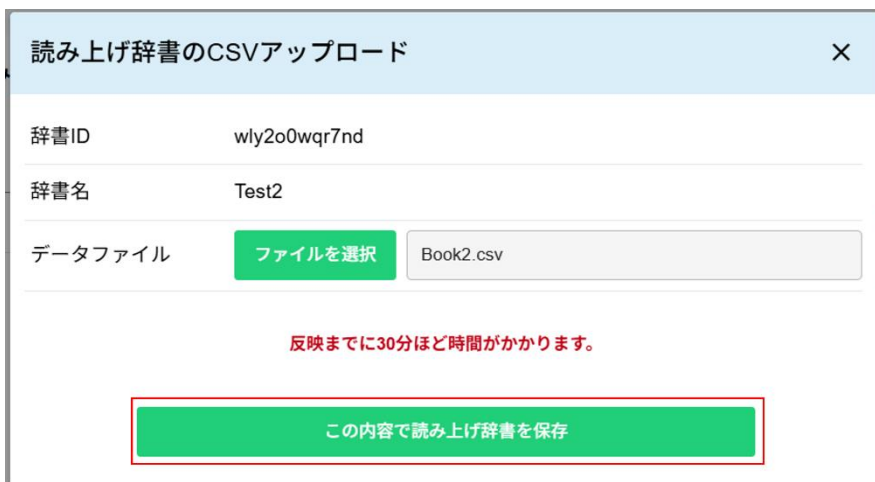 読み上げ辞書のCSVアップロード ×
辞書ID wly2o0wqr7nd
辞書名 Test2
データファイル ファイルを選択 Book2.csv
反映までに30分ほど時間がかかります。
この内容で読み上げ辞書を保存